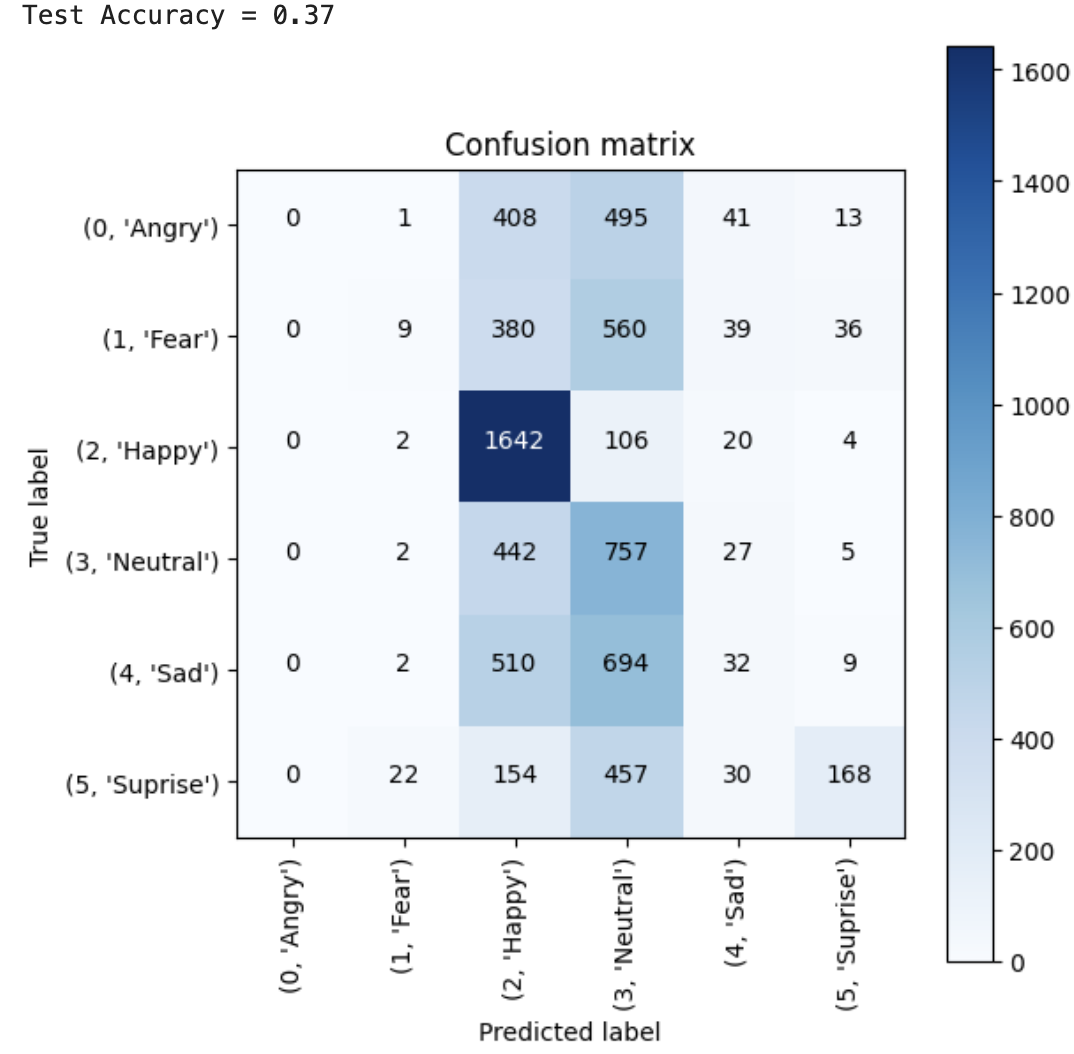 Test Accuracy = 0.37
Confusion matrix
True label
(0, 'Angry') 0 1 408 495 41 13
(1, 'Fear') 0 9 380 560 39 36
(2, 'Happy') 0 2 1642 106 20 4
(3, 'Neutral') 0 2 442 757 27 5
(4, 'Sad') 0 2 510 694 32 9
(5, 'Suprise') 0 22 154 457 30 168
(0, 'Angry') (1, 'Fear') (2, 'Happy') (3, 'Neutral') (4, 'Sad') (5, 'Suprise')
Predicted label
1600
1400
1200
1000
800
600
400
200
0